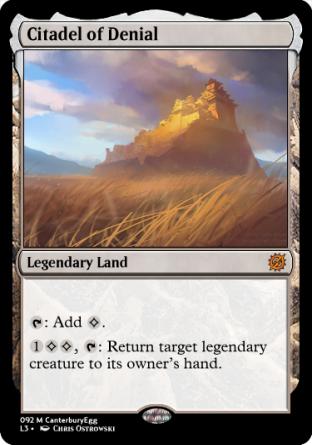 Citadel of Denial
Legendary Land
: Add .
1, : Return target legendary
creature to its owner's hand.
092 M CanterburyEgg
L3 • Chris Ostrowski